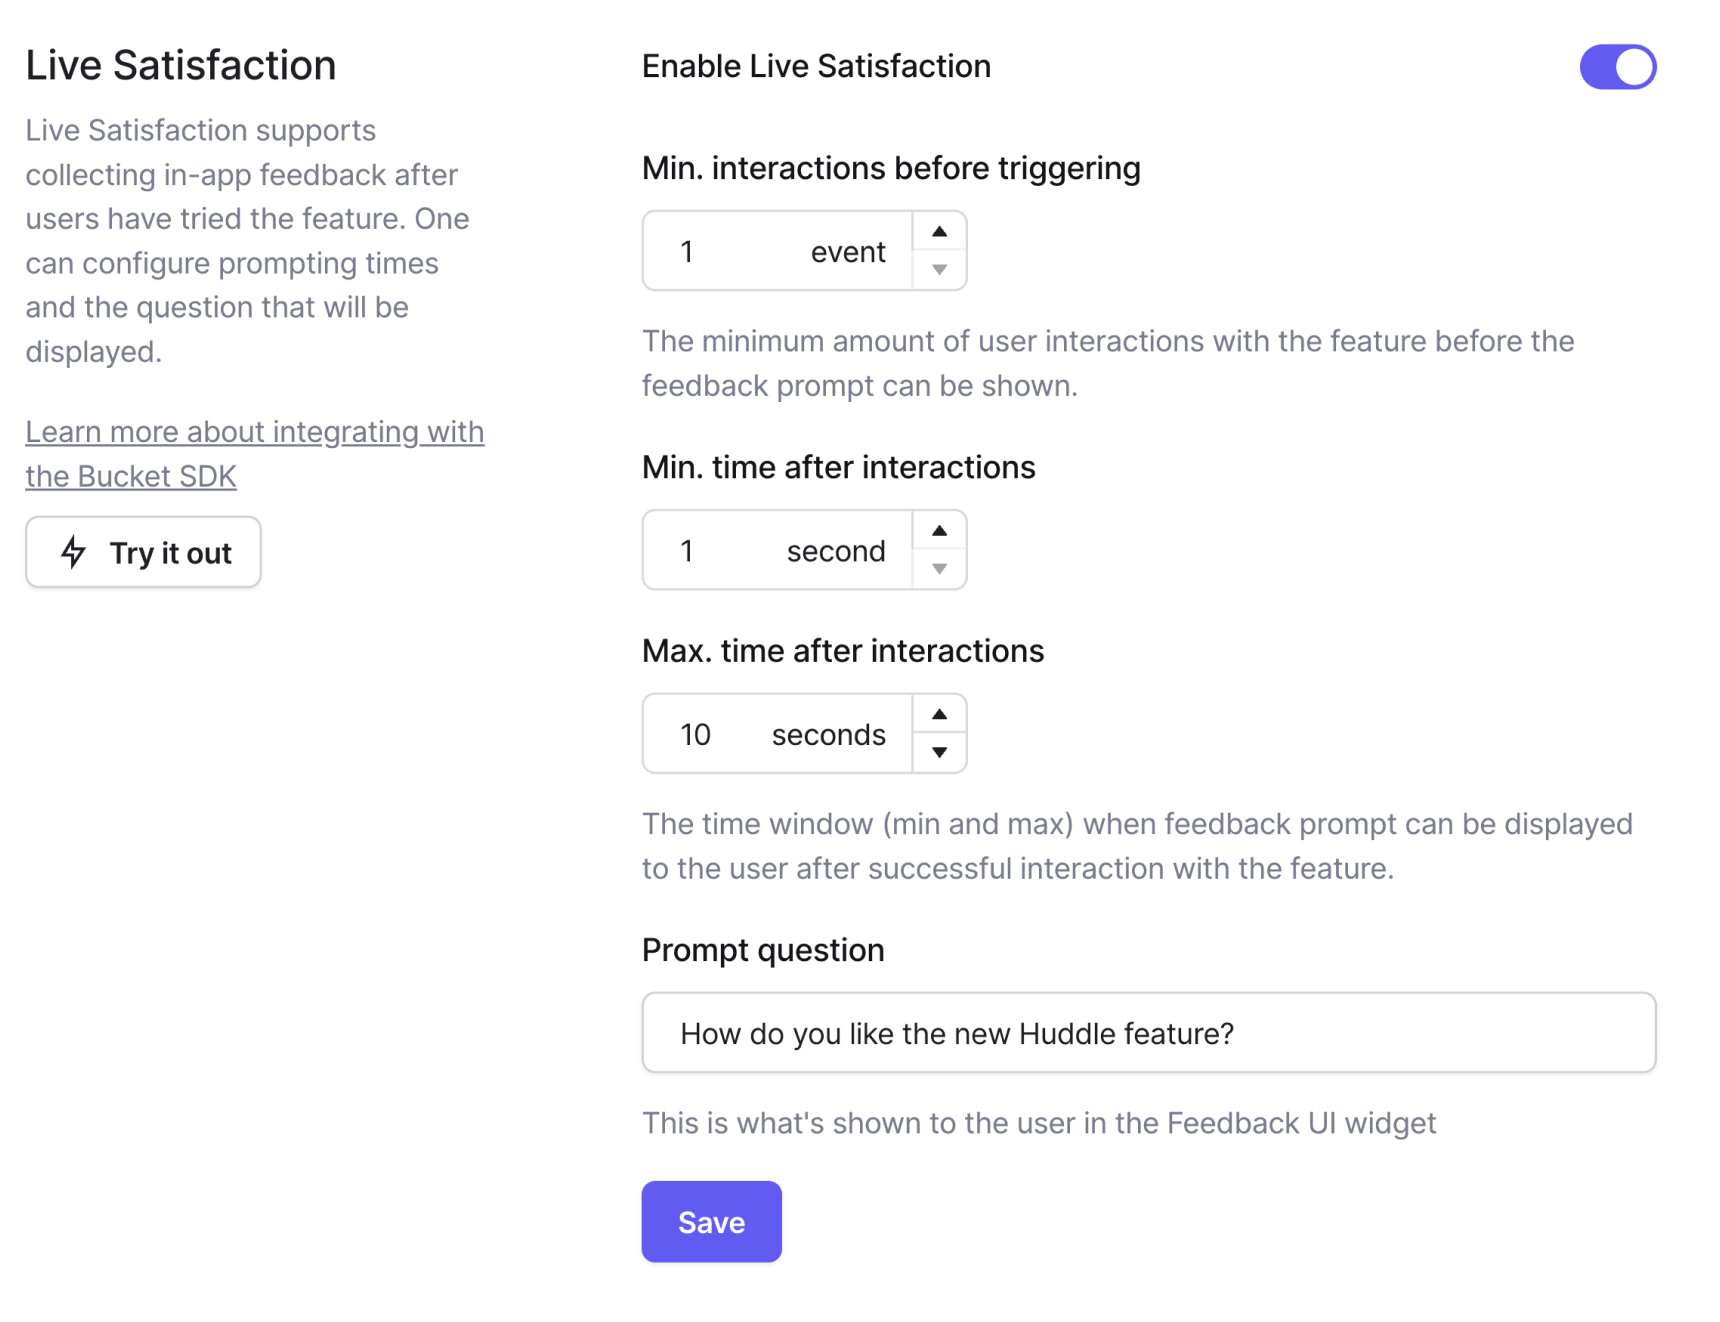 Live Satisfaction
Live Satisfaction supports
collecting in-app feedback after
users have tried the feature. One
can configure prompting times
and the question that will be
displayed.
Learn more about integrating with
the Bucket SDK
Try it out
Enable Live Satisfaction
Min. interactions before triggering
1 event
The minimum amount of user interactions with the feature before the
feedback prompt can be shown.
Min. time after interactions
1 second
Max. time after interactions
10 seconds
The time window (min and max) when feedback prompt can be displayed
to the user after successful interaction with the feature.
Prompt question
How do you like the new Huddle feature?
This is what's shown to the user in the Feedback UI widget
Save